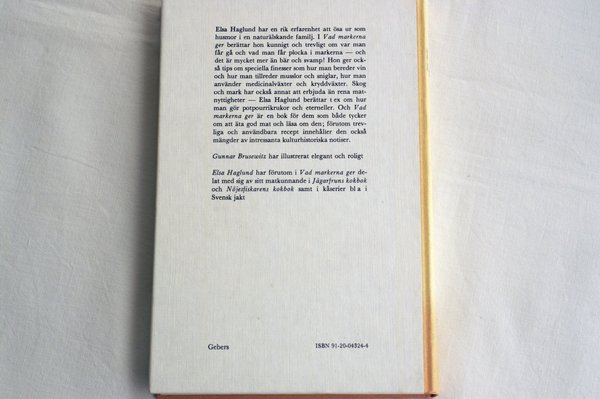 Elsa Haglund har en rik erfarenhet att ösa ur som
husmor i en naturälskande familj. I Vad markerna
ger berättar hon kunnigt och trevligt om var man
får gå och vad man får plocka i markerna — och
det är mycket mer än bär och svamp! Hon ger ock-
så tips om speciella finesser som hur man bereder vin
och hur man tillreder musslor och sniglar, hur man
använder medicinalväxter och kryddväxter. Skog
och mark har också annat att erbjuda än rena mat-
nyttigheter — Elsa Haglund berättar t ex om hur
man gör potpourrikrukor och eterneller. Och Vad
markerna ger är en bok för dem som både tycker
om att äta god mat och läsa om den; förutom trev-
liga och användbara recept innehåller den också
mängder av intressanta kulturhistoriska notiser.
Gunnar Brusewitz har illustrerat elegant och roligt
Elsa Haglund har förutom i Vad markerna ger de-
lat med sig av sitt matkunnande i Jägarfruns kokbok
och Nöjesfiskarens kokbok samt i kåserier bl a i
Svensk jakt
Gebers
ISBN 91-20-04324-4